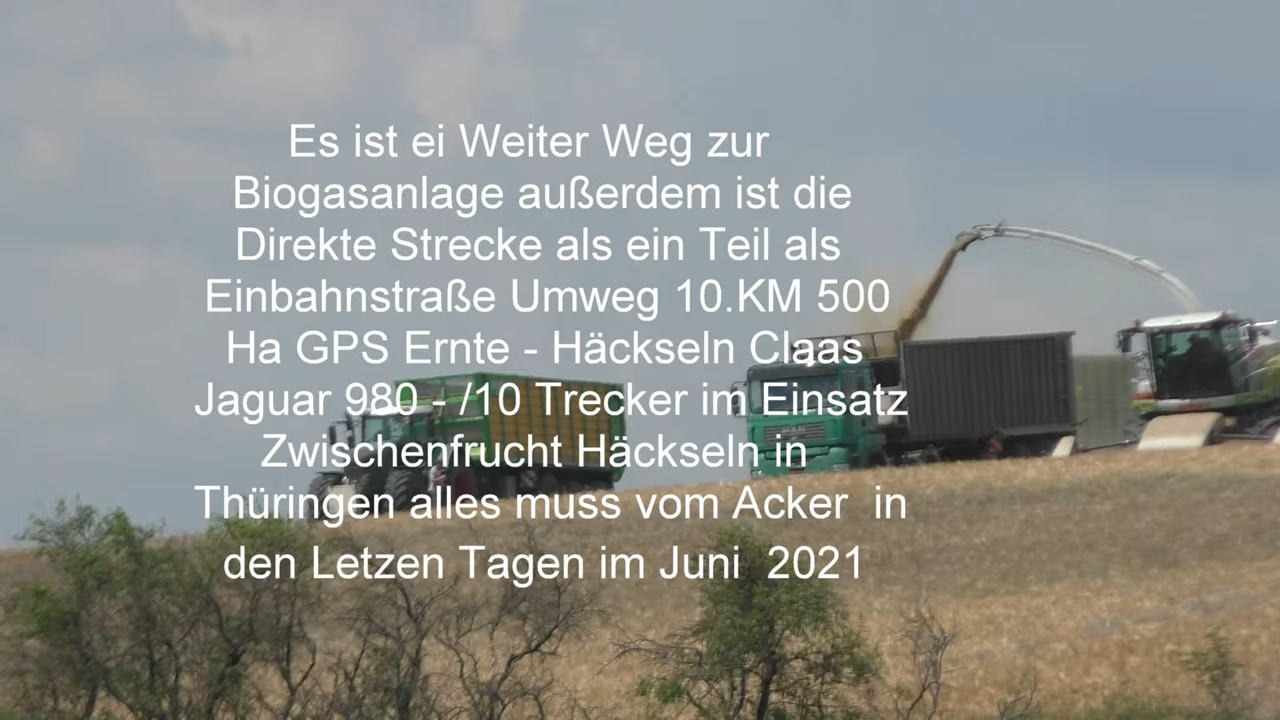 Es ist ei Weiter Weg zur
Biogasanlage außerdem ist die
Direkte Strecke als ein Teil als
Einbahnstraße Umweg 10.KM 500
Ha GPS Ernte - Häckseln Claas
Jaguar 980 - /10 Trecker im Einsatz
Zwischenfrucht Häckseln in
Thüringen alles muss vom Acker  in
den Letzen Tagen im Juni  2021
MAN